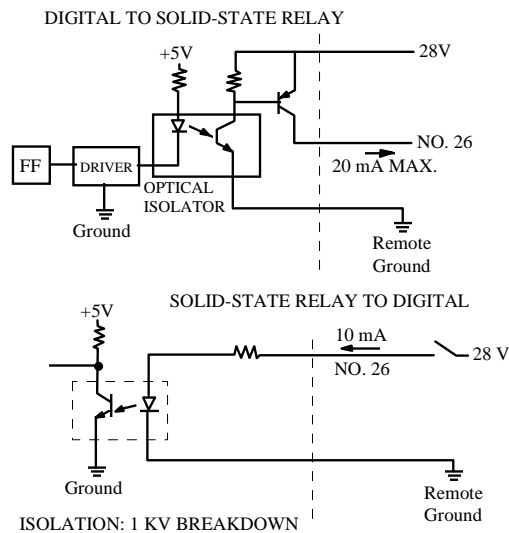 DIGITAL TO SOLID-STATE RELAY
+5V
28V
NO. 26
20 mA MAX.
FF
DRIVER
OPTICAL
ISOLATOR
Ground
Remote
Ground
SOLID-STATE RELAY TO DIGITAL
+5V
10 mA
NO. 26
28 V
Ground
Remote
Ground
ISOLATION: 1 KV BREAKDOWN